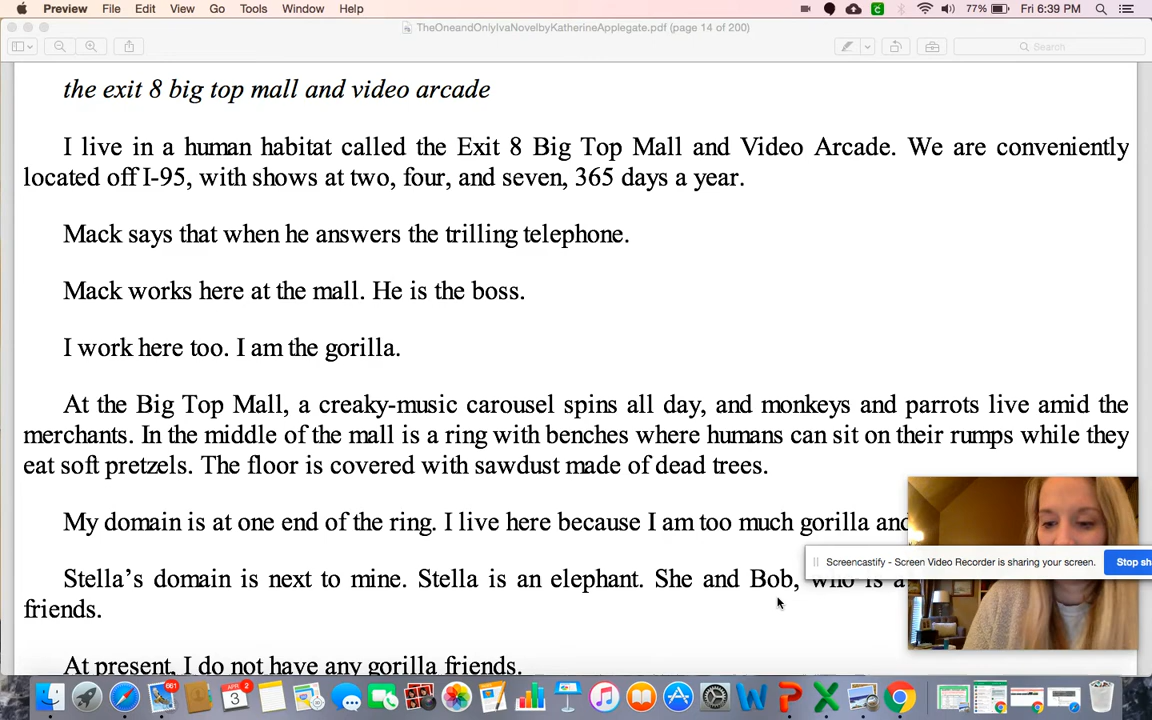 Preview File Edit View Go Tools Window Help 77% Fri 6:39 PM
TheOneandOnlyIvaNovelbyKatherineApplegate.pdf (page 14 of 200)
Search
the exit 8 big top mall and video arcade
I live in a human habitat called the Exit 8 Big Top Mall and Video Arcade. We are conveniently
located off I-95, with shows at two, four, and seven, 365 days a year.
Mack says that when he answers the trilling telephone.
Mack works here at the mall. He is the boss.
I work here too. I am the gorilla.
At the Big Top Mall, a creaky-music carousel spins all day, and monkeys and parrots live amid the
merchants. In the middle of the mall is a ring with benches where humans can sit on their rumps while they
eat soft pretzels. The floor is covered with sawdust made of dead trees.
My domain is at one end of the ring. I live here because I am too much gorilla and
Screencastify - Screen Video Recorder is sharing your screen. Stop sh
Stella's domain is next to mine. Stella is an elephant. She and Bob, who is a
friends.
At present, I do not have any gorilla friends.
661
APR 2
3